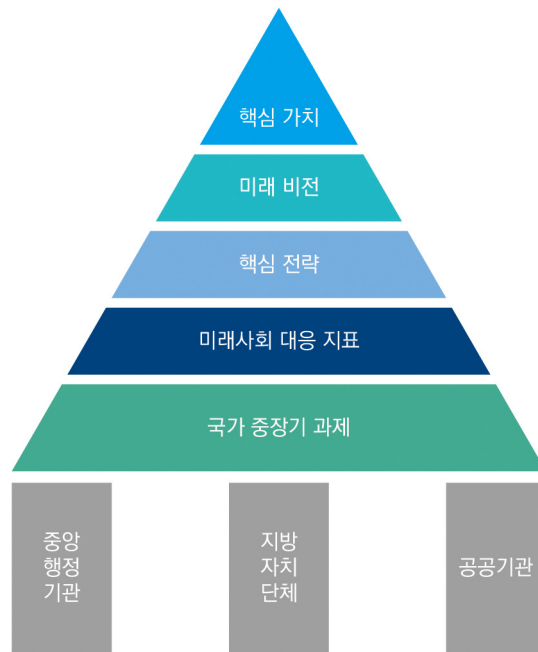 핵심 가치
미래 비전
핵심 전략
미래사회 대응 지표
국가 중장기 과제
중앙
행정
기관
지방
자치
단체
공공기관